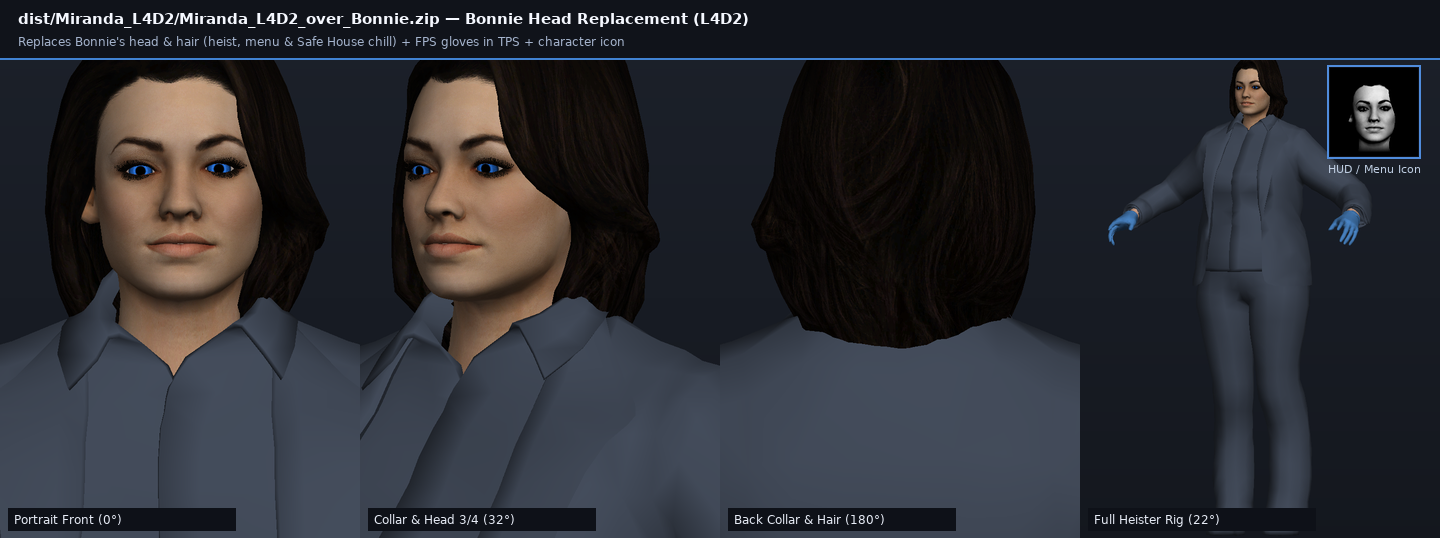 dist/Miranda_L4D2/Miranda_L4D2_over_Bonnie.zip — Bonnie Head Replacement (L4D2)
Replaces Bonnie's head & hair (heist, menu & Safe House chill) + FPS gloves in TPS + character icon
HUD / Menu Icon
Portrait Front (0°)
Collar & Head 3/4 (32°)
Back Collar & Hair (180°)
Full Heister Rig (22°)